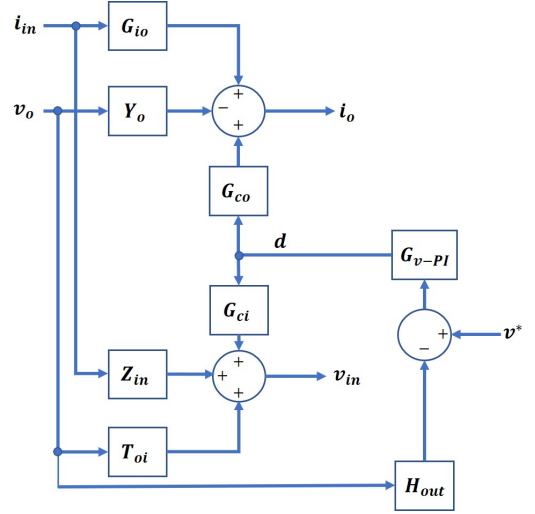 i_in G_io
+
v_o Y_o − i_o
+
G_co
d
G_v−PI
G_ci
+ v*
−
+
Z_in + v_in
+
T_oi
H_out